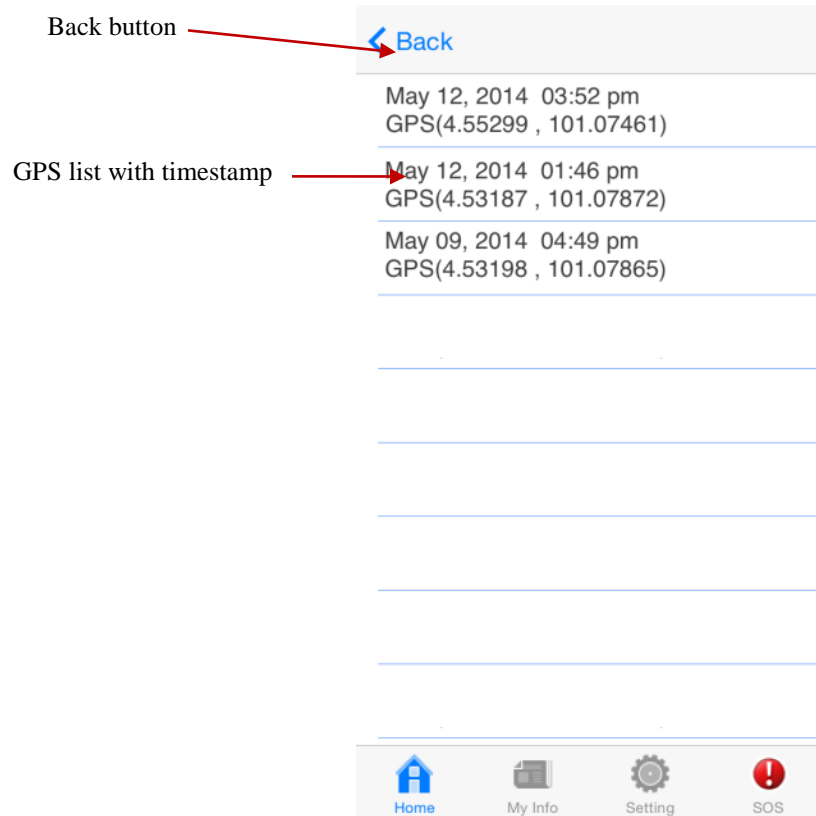 Back button
Back
May 12, 2014  03:52 pm
GPS(4.55299 , 101.07461)
GPS list with timestamp
May 12, 2014  01:46 pm
GPS(4.53187 , 101.07872)
May 09, 2014  04:49 pm
GPS(4.53198 , 101.07865)
Home
My Info
Setting
SOS